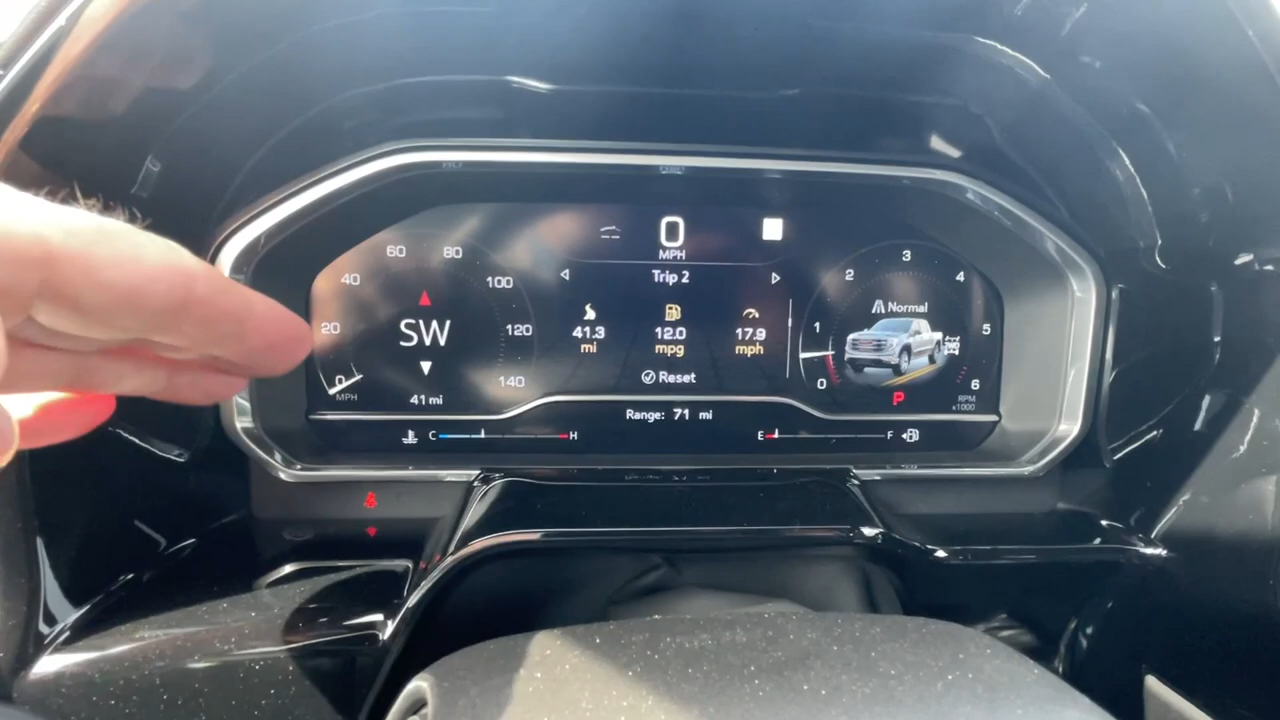 0
MPH
Trip 2
41.3
mi
12.0
mpg
17.9
mph
Reset
0
20
40
60
80
100
120
140
MPH
SW
41 mi
0
1
2
3
4
5
6
Normal
P
RPM
x1000
Range: 71 mi
C
H
E
F